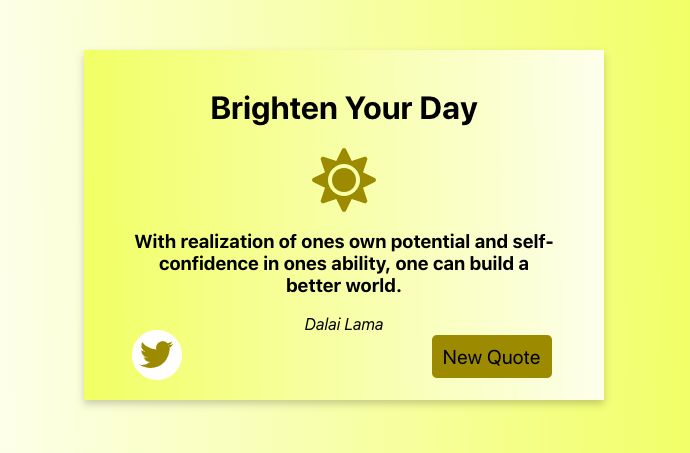 Brighten Your Day
With realization of ones own potential and self-
confidence in ones ability, one can build a
better world.
Dalai Lama
New Quote